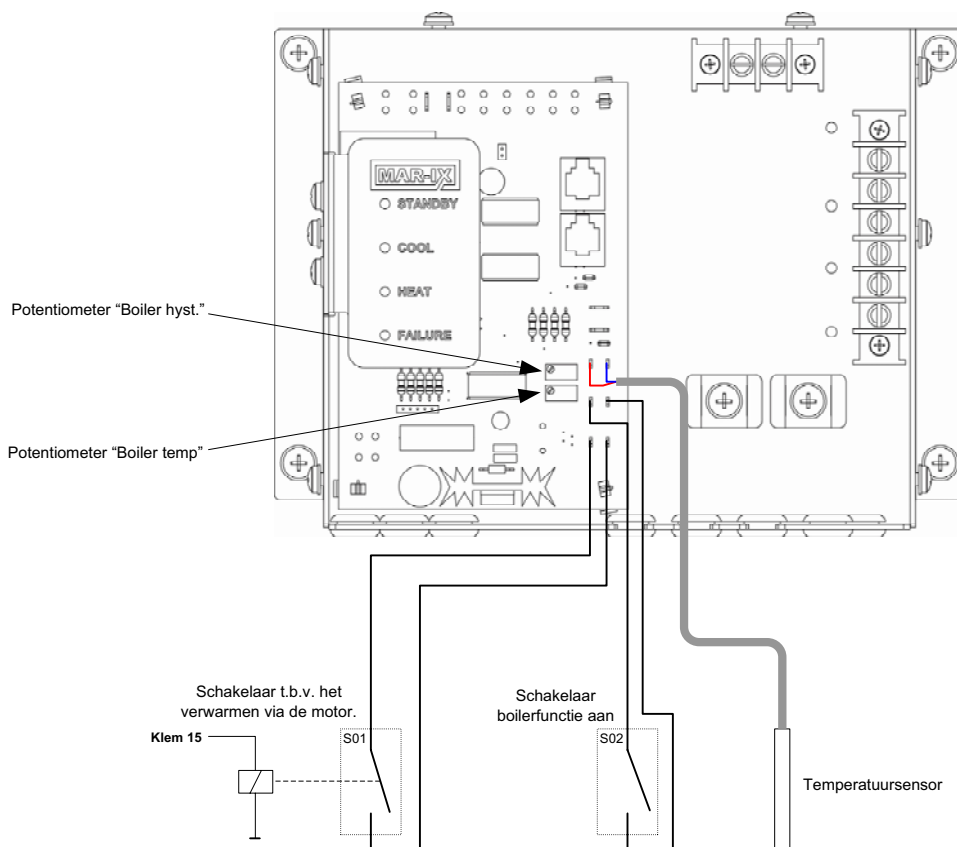 MAR-IX
STANDBY
COOL
HEAT
FAILURE
Potentiometer “Boiler hyst.”
Potentiometer “Boiler temp”
Schakelaar t.b.v. het
verwarmen via de motor.
Klem 15
S01
Schakelaar
boilerfunctie aan
S02
Temperatuursensor